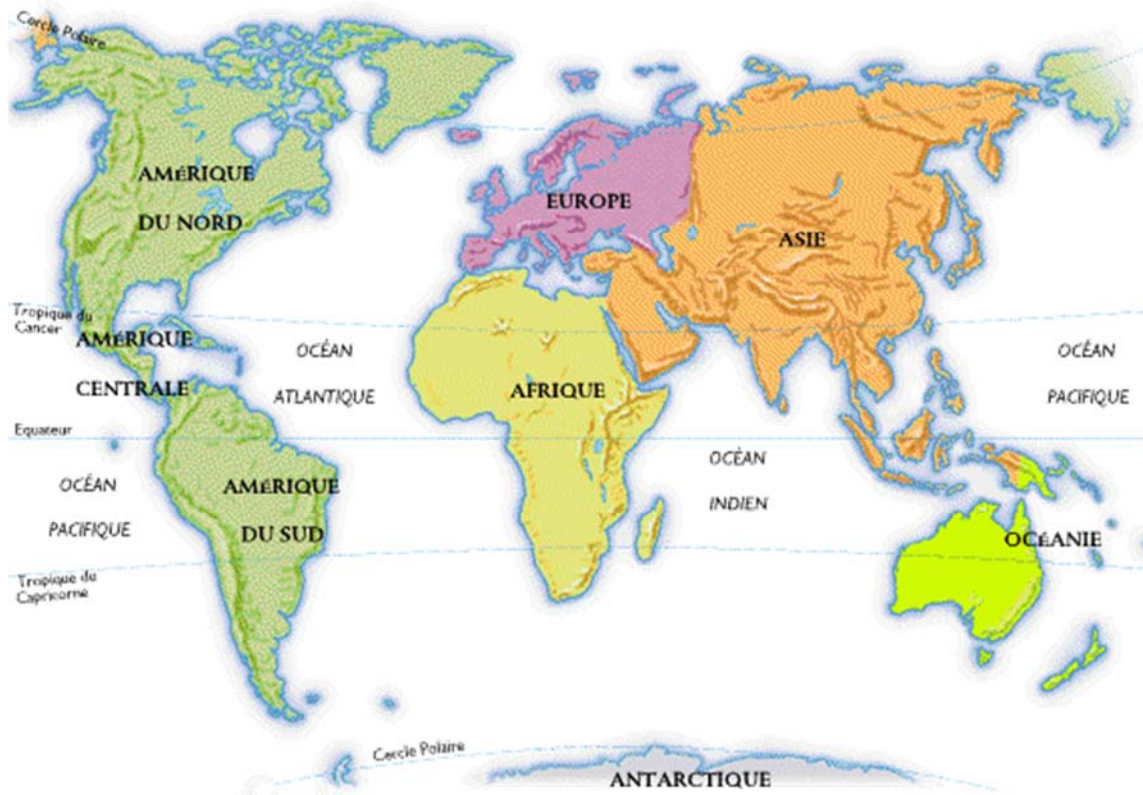 Cercle Polaire
AMÉRIQUE
DU NORD
EUROPE
ASIE
Tropique du
Cancer
AMÉRIQUE
CENTRALE
OCÉAN
ATLANTIQUE
AFRIQUE
OCÉAN
PACIFIQUE
Equateur
OCÉAN
INDIEN
OCÉAN
PACIFIQUE
AMÉRIQUE
DU SUD
OCÉANIE
Tropique du
Capricorne
Cercle Polaire
ANTARCTIQUE